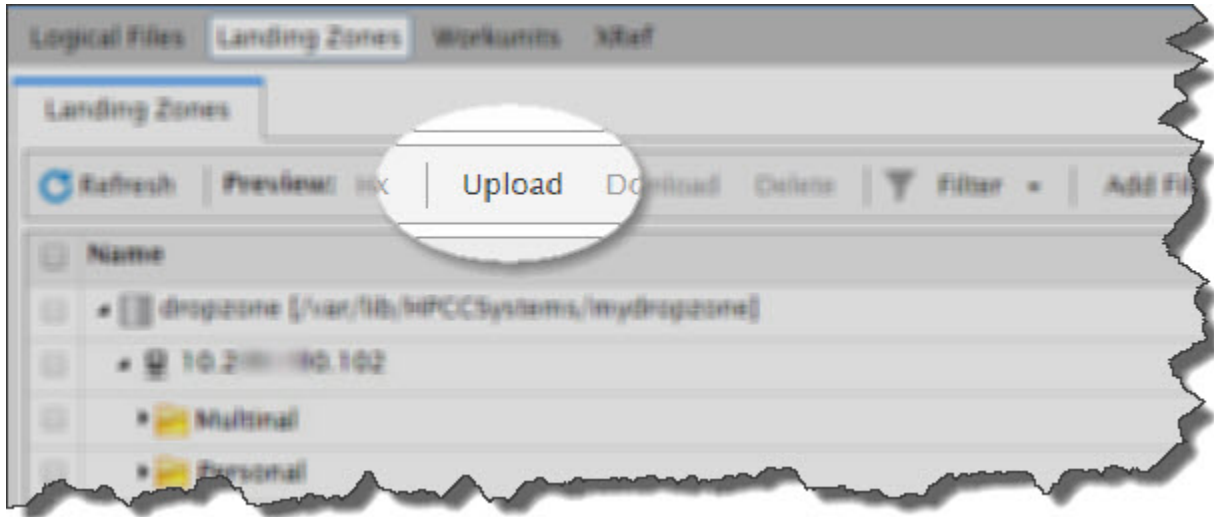 Logical Files Landing Zones Workunits XRef
Landing Zones
Refresh Preview: Upload Download Delete Filter
Name
dropzone [/var/lib/HPCCSystems/mydropzone]
Multinal
Personal